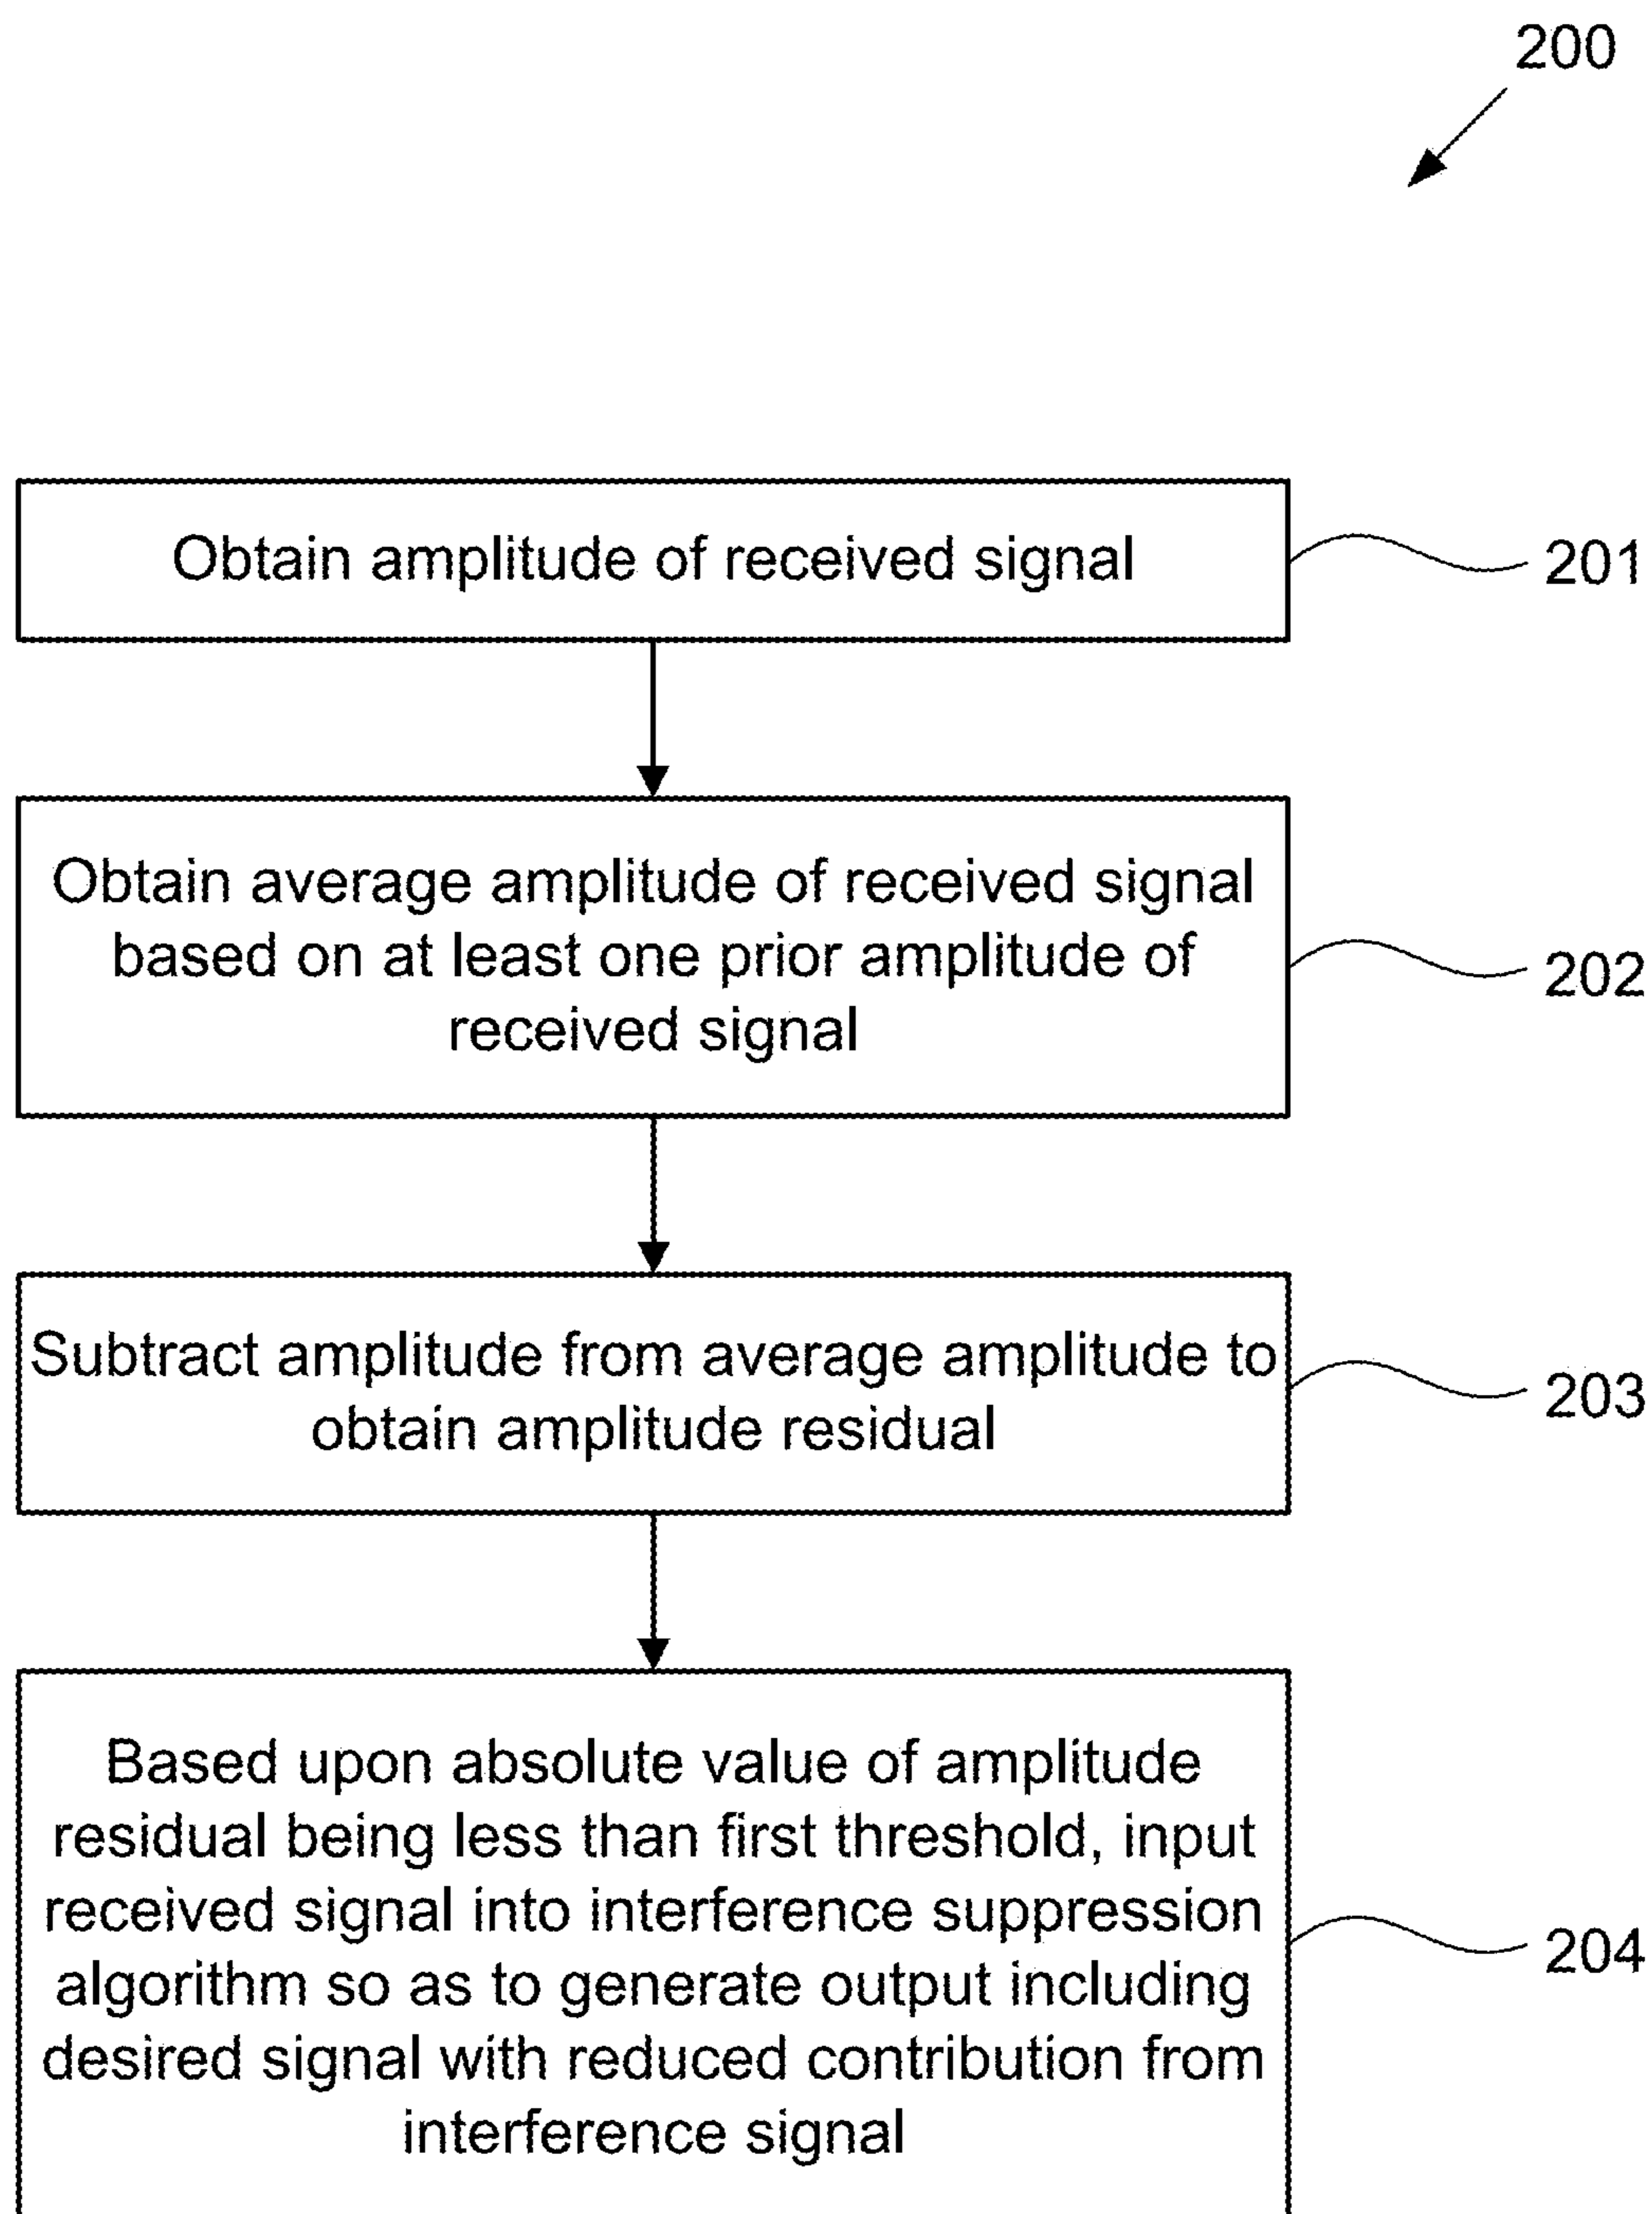 200
Obtain amplitude of received signal
201
Obtain average amplitude of received signal
based on at least one prior amplitude of
received signal
202
Subtract amplitude from average amplitude to
obtain amplitude residual
203
Based upon absolute value of amplitude
residual being less than first threshold, input
received signal into interference suppression
algorithm so as to generate output including
desired signal with reduced contribution from
interference signal
204